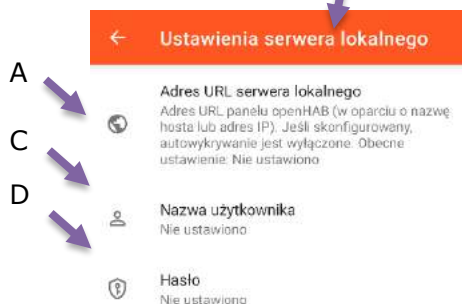 Ustawienia serwera lokalnego
A
Adres URL serwera lokalnego
Adres URL panelu openHAB (w oparciu o nazwę
hosta lub adres IP). Jeśli skonfigurowany,
autowykrywanie jest wyłączone. Obecne
ustawienie: Nie ustawiono
C
Nazwa użytkownika
Nie ustawiono
D
Hasło
Nie ustawiono